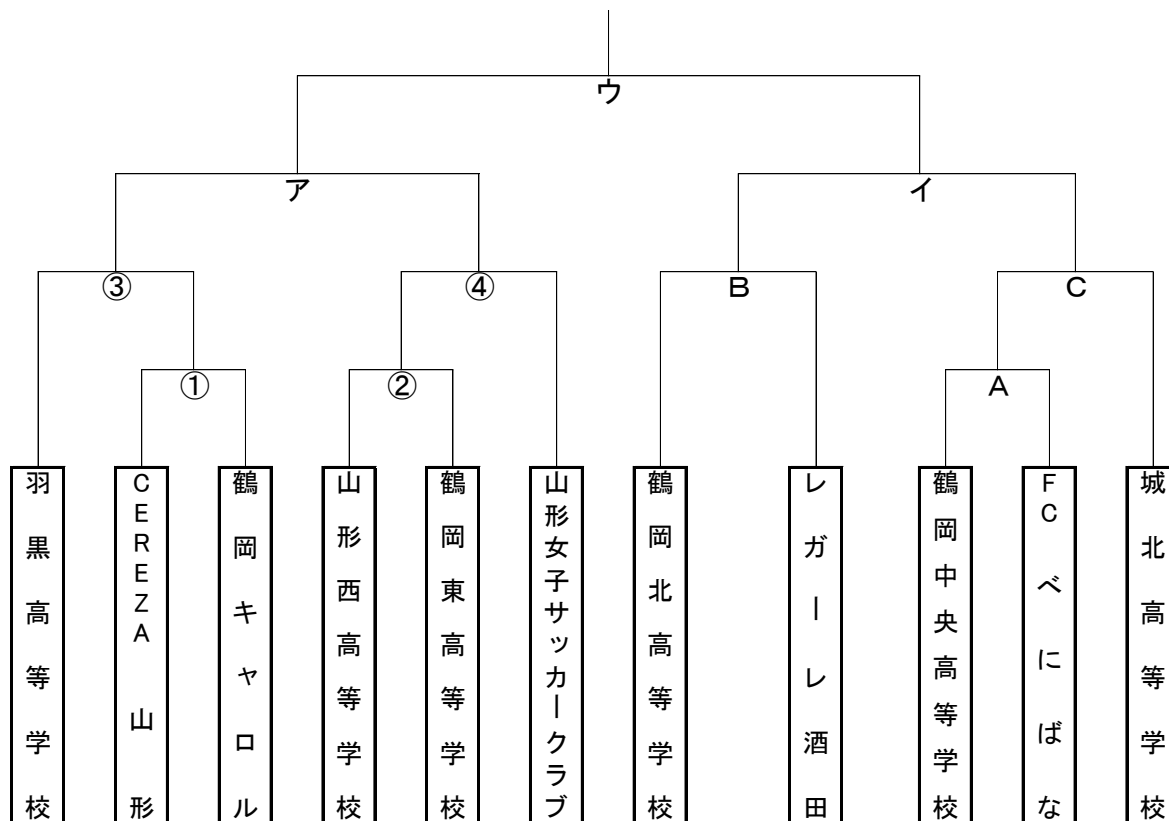 ウ
ア
イ
③
④
B
C
①
②
A
羽黒高等学校
CEREZA 山形
鶴岡キャロル
山形西高等学校
鶴岡東高等学校
山形女子サッカークラブ
鶴岡北高等学校
レガーレ酒田
鶴岡中央高等学校
FC べにばな
城北高等学校